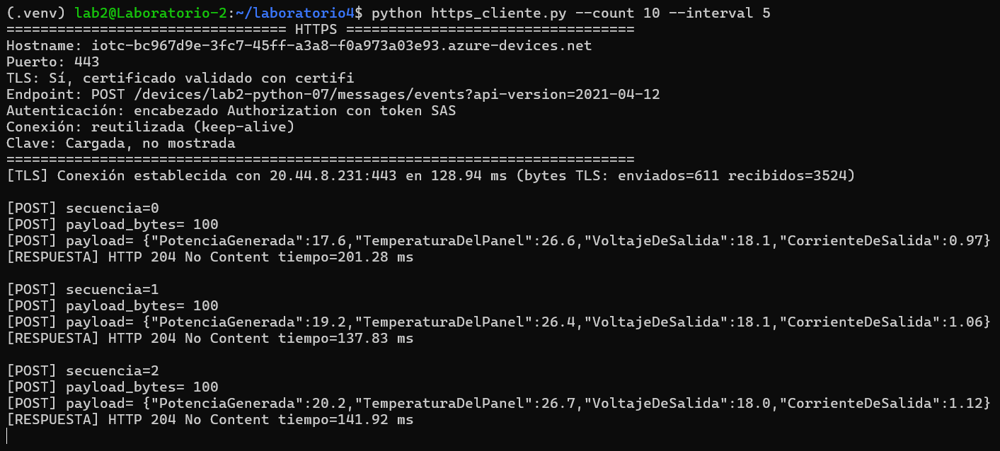 (.venv) lab2@Laboratorio-2:~/laboratorio4$ python https_cliente.py --count 10 --interval 5
================================= HTTPS ==================================
Hostname: iotc-bc967d9e-3fc7-45ff-a3a8-f0a973a03e93.azure-devices.net
Puerto: 443
TLS: Sí, certificado validado con certifi
Endpoint: POST /devices/lab2-python-07/messages/events?api-version=2021-04-12
Autenticación: encabezado Authorization con token SAS
Conexión: reutilizada (keep-alive)
Clave: Cargada, no mostrada
==========================================================================
[TLS] Conexión establecida con 20.44.8.231:443 en 128.94 ms (bytes TLS: enviados=611 recibidos=3524)
[POST] secuencia=0
[POST] payload_bytes= 100
[POST] payload= {"PotenciaGenerada":17.6,"TemperaturaDelPanel":26.6,"VoltajeDeSalida":18.1,"CorrienteDeSalida":0.97}
[RESPUESTA] HTTP 204 No Content tiempo=201.28 ms
[POST] secuencia=1
[POST] payload_bytes= 100
[POST] payload= {"PotenciaGenerada":19.2,"TemperaturaDelPanel":26.4,"VoltajeDeSalida":18.1,"CorrienteDeSalida":1.06}
[RESPUESTA] HTTP 204 No Content tiempo=137.83 ms
[POST] secuencia=2
[POST] payload_bytes= 100
[POST] payload= {"PotenciaGenerada":20.2,"TemperaturaDelPanel":26.7,"VoltajeDeSalida":18.0,"CorrienteDeSalida":1.12}
[RESPUESTA] HTTP 204 No Content tiempo=141.92 ms